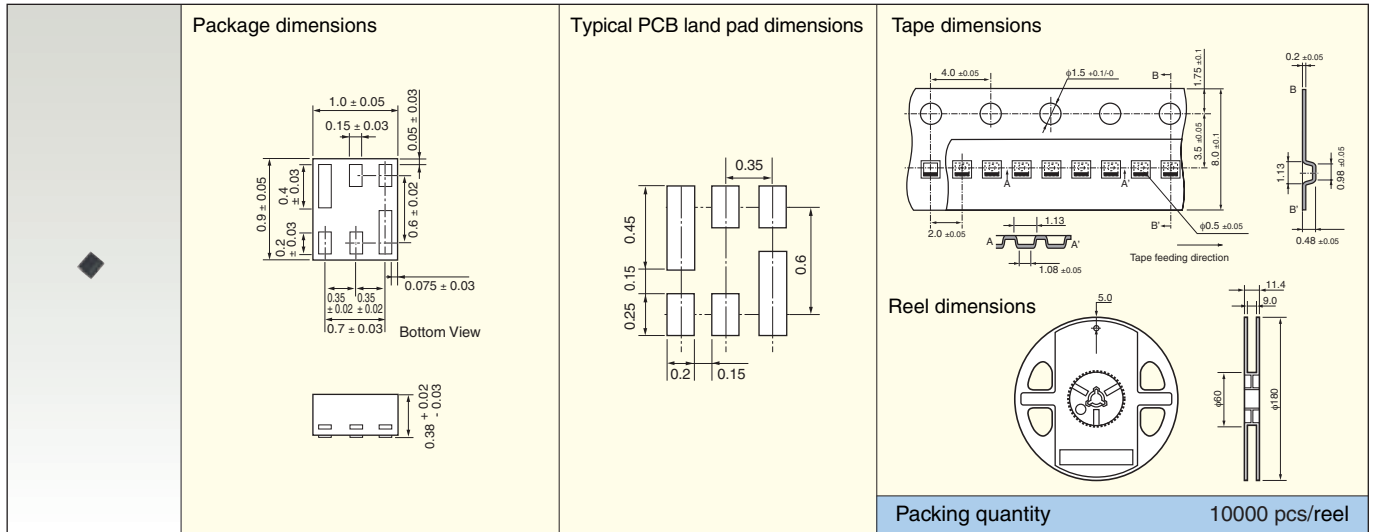 Package dimensions
1.0 ± 0.05
0.15 ± 0.03
0.05 ± 0.03
0.9 ± 0.05
0.4
± 0.03
0.2
± 0.03
0.6 ± 0.02
0.075 ± 0.03
0.35
± 0.02
0.35
± 0.02
0.7 ± 0.03
Bottom View
0.38 + 0.02
- 0.03
Typical PCB land pad dimensions
0.35
0.45
0.15
0.25
0.6
0.2
0.15
Tape dimensions
4.0 ±0.05
φ1.5 +0.1/-0
B
1.75 ±0.1
3.5 ±0.05
8.0 ±0.1
A
A'
2.0 ±0.05
A
1.13
A'
1.08 ±0.05
B'
φ0.5 ±0.05
Tape feeding direction
0.2 ±0.05
B
1.13
0.98 ±0.05
B'
0.48 ±0.05
Reel dimensions
5.0
11.4
9.0
φ60
φ180
Packing quantity 10000 pcs/reel